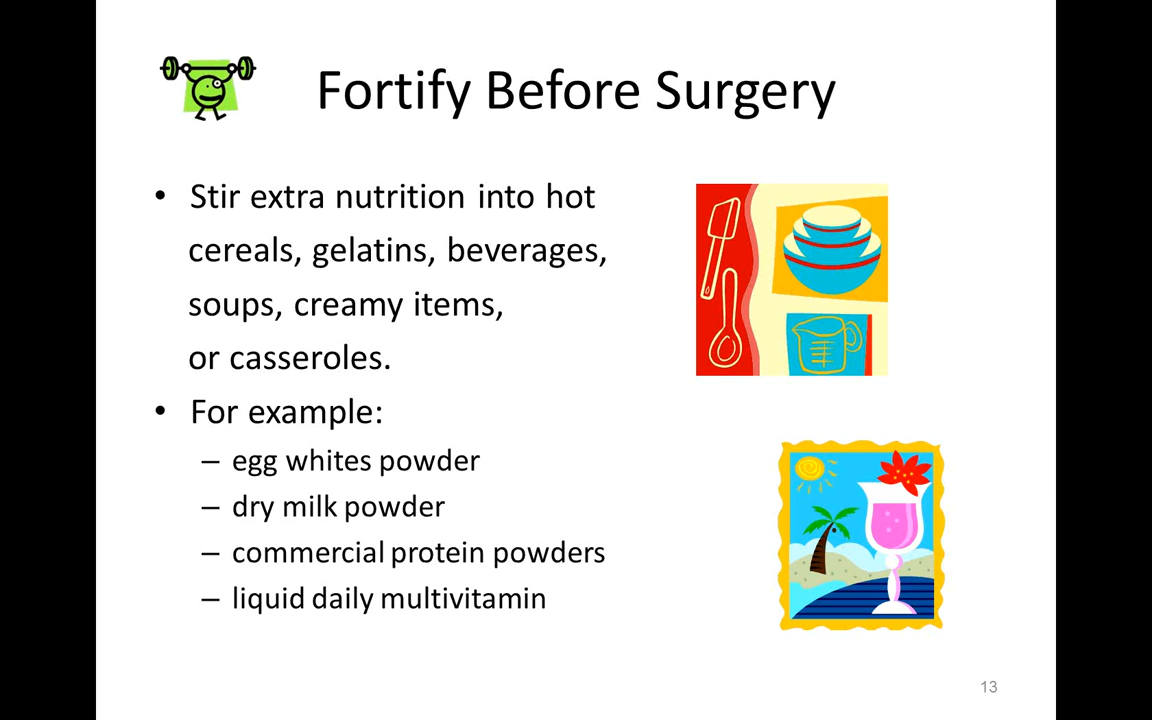 Fortify Before Surgery
• Stir extra nutrition into hot
cereals, gelatins, beverages,
soups, creamy items,
or casseroles.
• For example:
– egg whites powder
– dry milk powder
– commercial protein powders
– liquid daily multivitamin
13